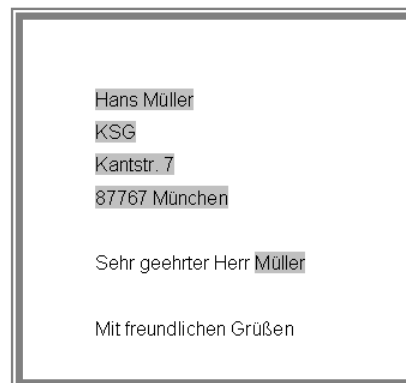 Hans Müller
KSG
Kantstr. 7
87767 München
Sehr geehrter Herr Müller
Mit freundlichen Grüßen